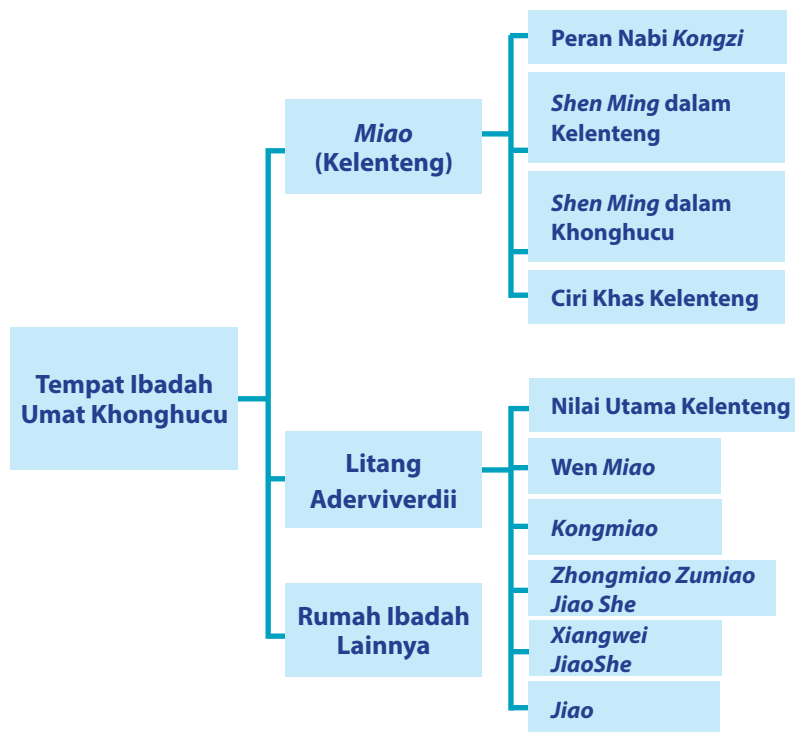 Tempat Ibadah
Umat Khonghucu
Miao
(Kelenteng)
Peran Nabi Kongzi
Shen Ming dalam
Kelenteng
Shen Ming dalam
Khonghucu
Ciri Khas Kelenteng
Litang
Aderviverdii
Nilai Utama Kelenteng
Wen Miao
Kongmiao
Zhongmiao Zumiao
Jiao She
Xiangwei
JiaoShe
Jiao
Rumah Ibadah
Lainnya